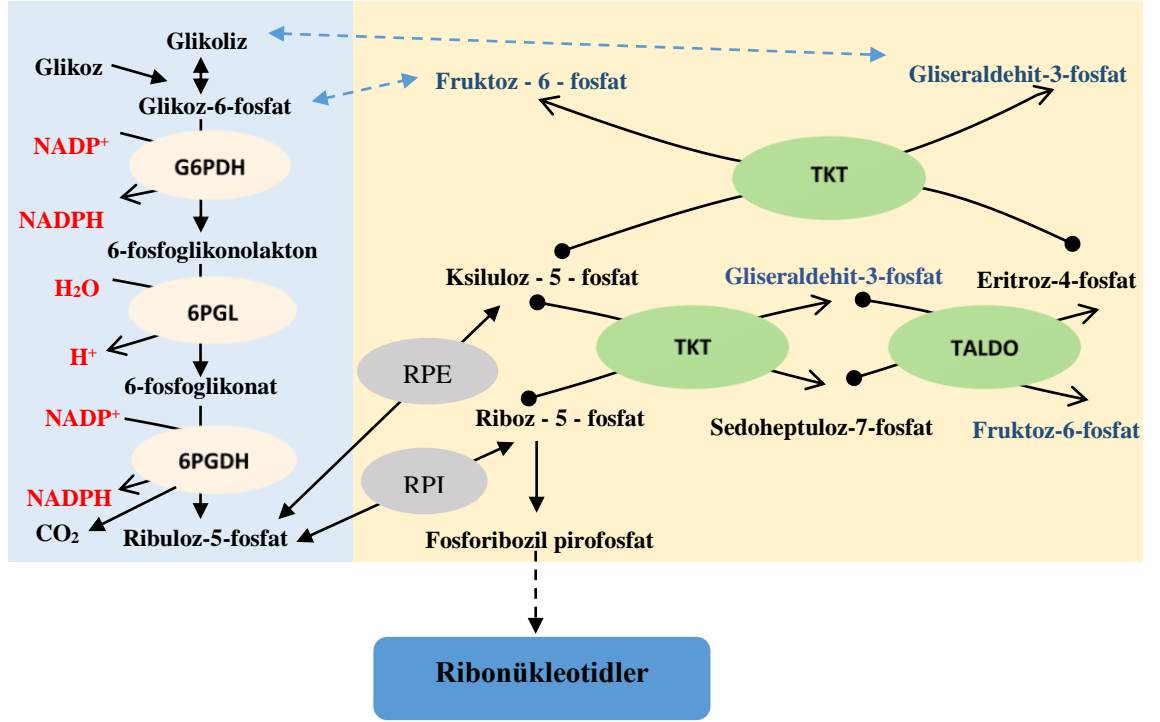 Glikoliz
Glikoz
Glikoz-6-fosfat
NADP⁺
G6PDH
NADPH
6-fosfoglikonolakton
H₂O
6PGL
H⁺
6-fosfoglikonat
NADP⁺
6PGDH
NADPH
CO₂
Ribuloz-5-fosfat
Fruktoz - 6 - fosfat
Gliseraldehit-3-fosfat
TKT
Ksiluloz - 5 - fosfat
Gliseraldehit-3-fosfat
Eritroz-4-fosfat
RPE
TKT
TALDO
Riboz - 5 - fosfat
Sedoheptuloz-7-fosfat
Fruktoz-6-fosfat
RPI
Fosforibozil pirofosfat
Ribonükleotidler